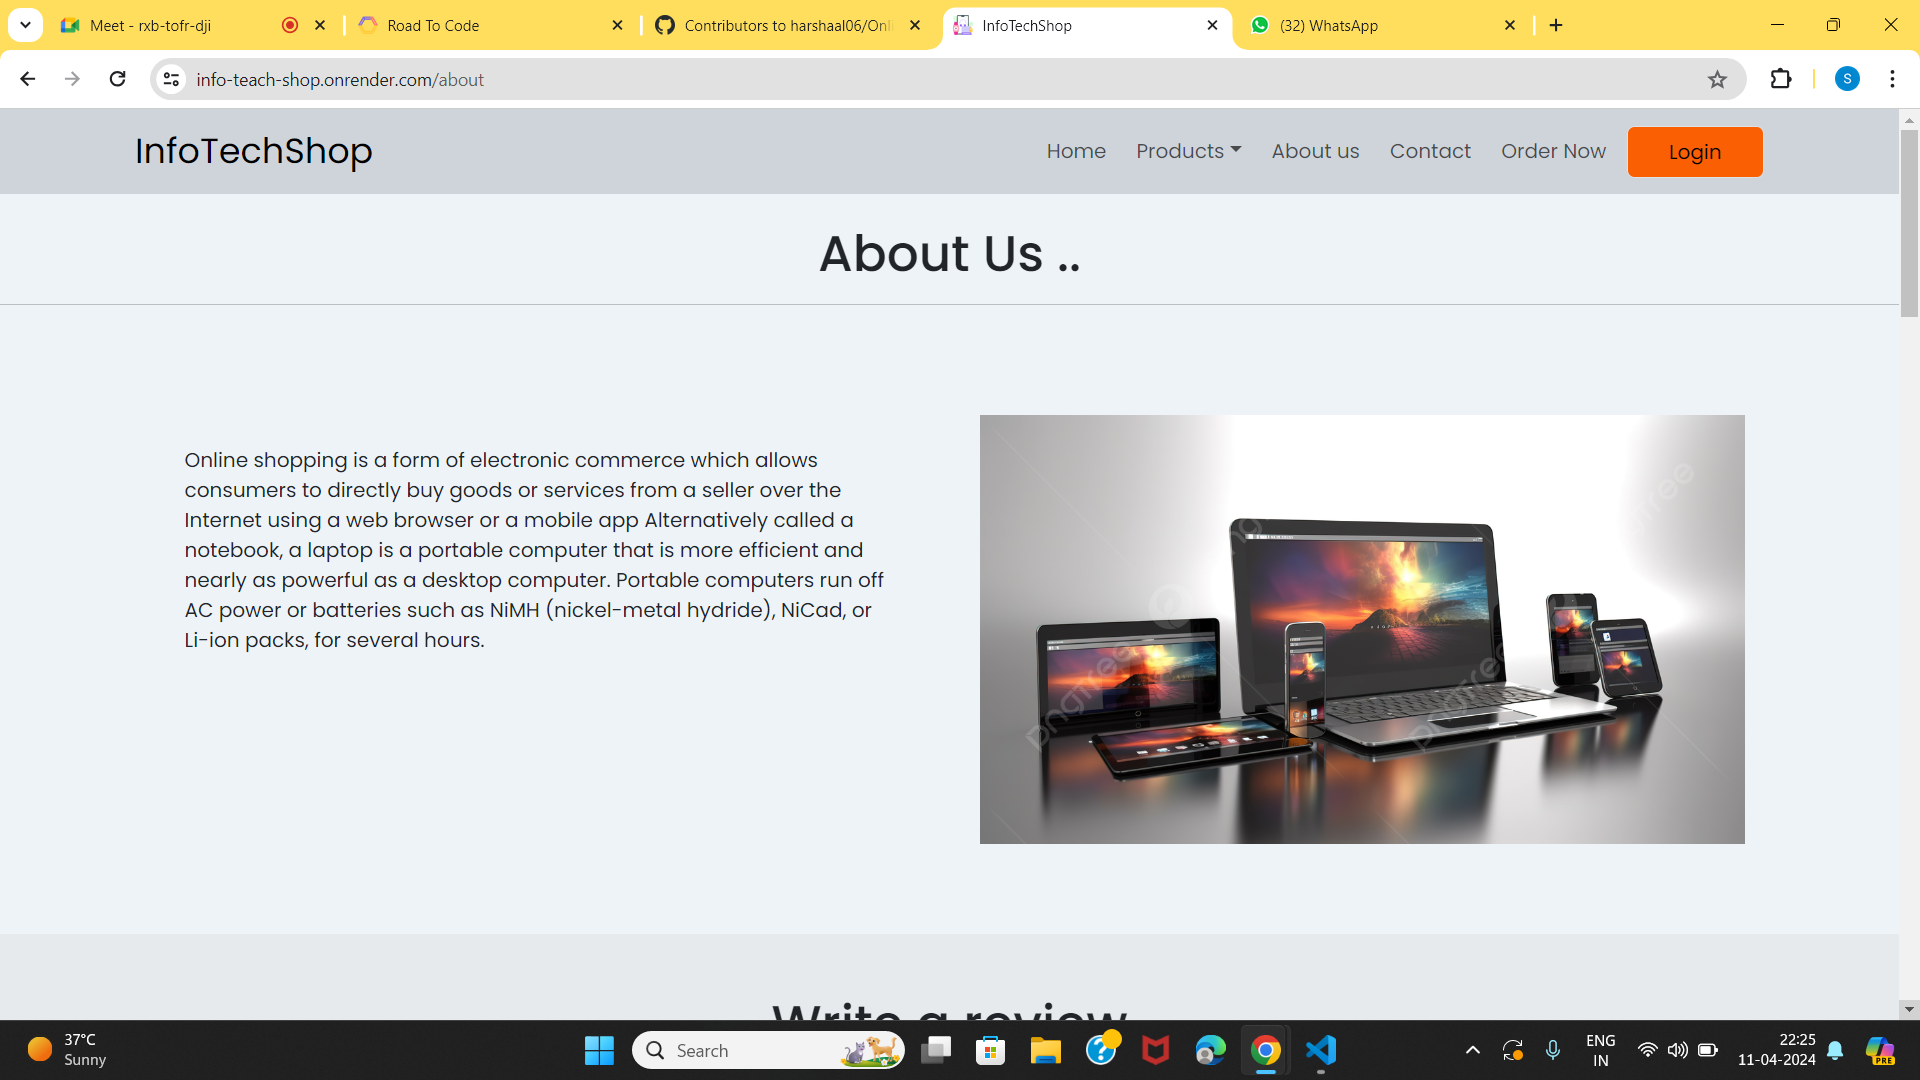 Meet - rxb-tofr-dji
Road To Code
Contributors to harshaal06/Onli
InfoTechShop
(32) WhatsApp
info-teach-shop.onrender.com/about
S
InfoTechShop
Home Products About us Contact Order Now Login
About Us ..
Online shopping is a form of electronic commerce which allows
consumers to directly buy goods or services from a seller over the
Internet using a web browser or a mobile app Alternatively called a
notebook, a laptop is a portable computer that is more efficient and
nearly as powerful as a desktop computer. Portable computers run off
AC power or batteries such as NiMH (nickel-metal hydride), NiCad, or
Li-ion packs, for several hours.
pngtree
pngtree
Write a review
37°C
Sunny
Search
ENG
IN
22:25
11-04-2024
PRE